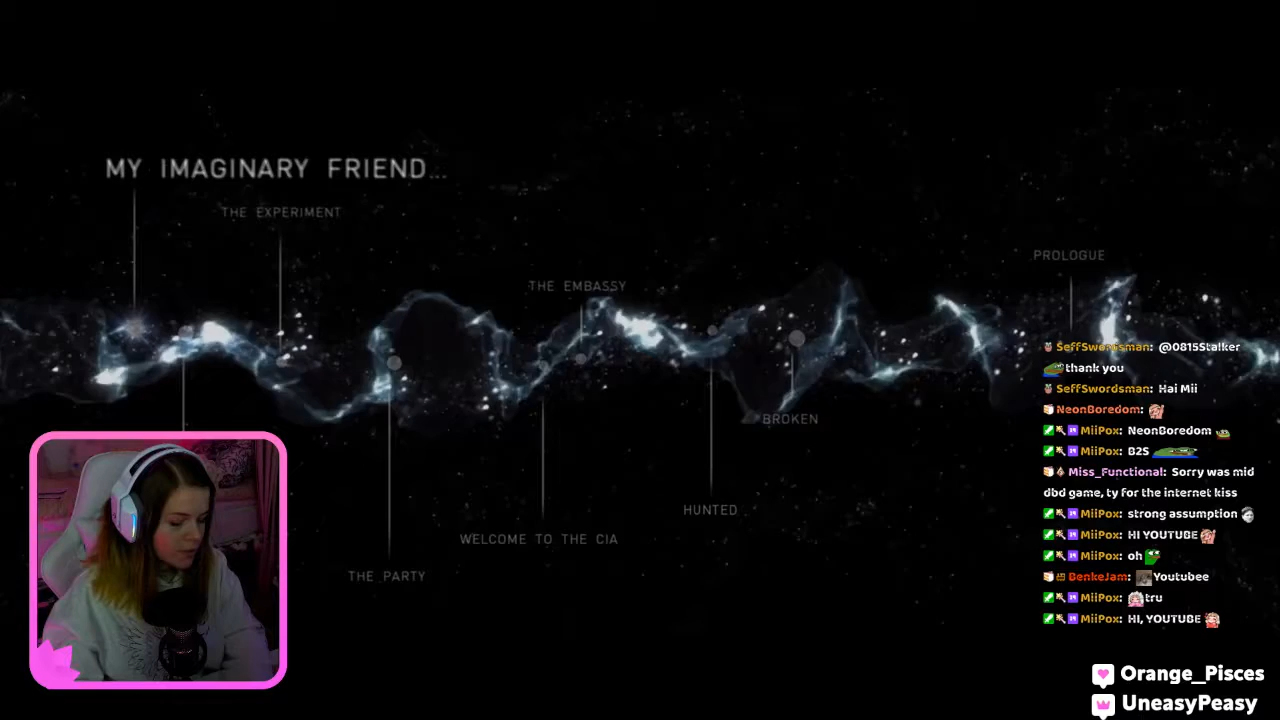 MY IMAGINARY FRIEND...
THE EXPERIMENT
PROLOGUE
THE EMBASSY
BROKEN
HUNTED
WELCOME TO THE CIA
THE PARTY
SeffSwordsman: @0815Stalker
thank you
SeffSwordsman: Hai Mii
NeonBoredom:
MiiPox: NeonBoredom
MiiPox: B2S
Miss_Functional: Sorry was mid
dbd game, ty for the internet kiss
MiiPox: strong assumption
MiiPox: HI YOUTUBE
MiiPox: oh
BenkeJam: Youtubee
MiiPox: tru
MiiPox: HI, YOUTUBE
Orange_Pisces
UneasyPeasy